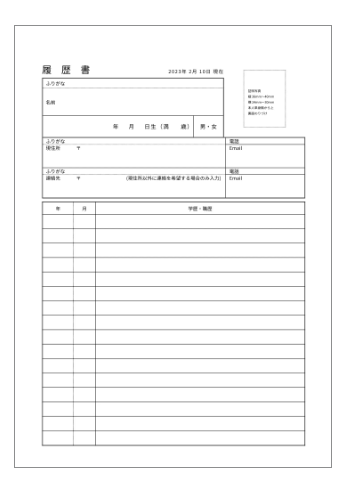 履歴書
2023年 2月 10日 現在
ふりがな
名前
年 月 日生 (満 歳) 男・女
写真貼付
縦 36mm~40mm
横 24mm~30mm
本人単身胸から上
裏面のりづけ
ふりがな
電話
現住所 〒
Email
ふりがな
電話
連絡先 〒 (現住所以外に連絡を希望する場合のみ入力)
Email
年 月 学歴・職歴